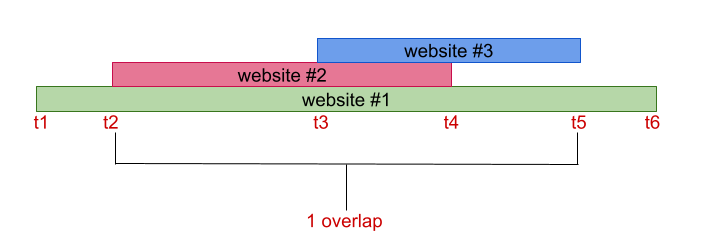 website #3
website #2
website #1
t1 t2 t3 t4 t5 t6
1 overlap